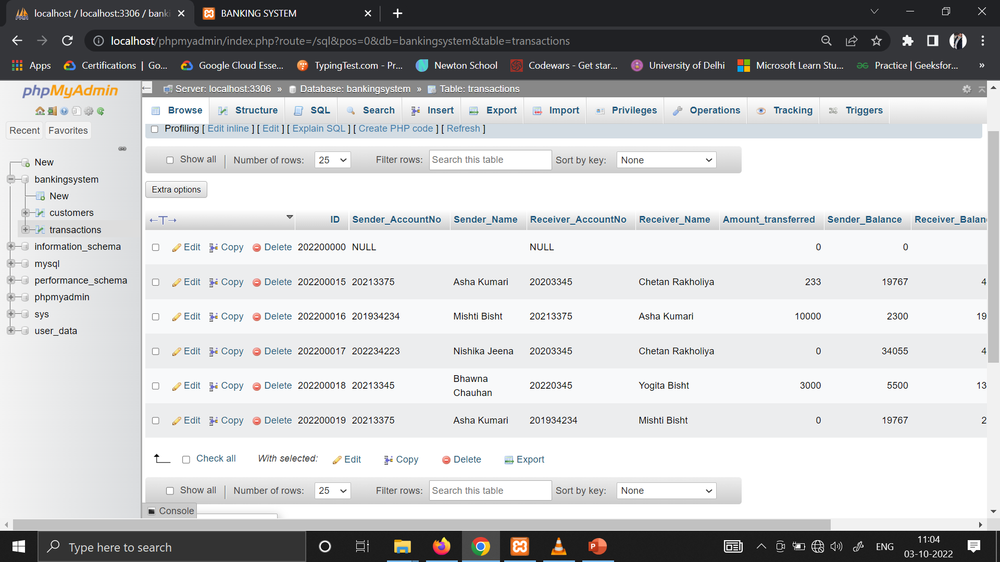 localhost / localhost:3306 / banki
BANKING SYSTEM
localhost/phpmyadmin/index.php?route=/sql&pos=0&db=bankingsystem&table=transactions
Apps Certifications | Go... Google Cloud Esse... TypingTest.com - Pr... Newton School Codewars - Get star... University of Delhi Microsoft Learn Stu... Practice | Geeksfor... »
phpMyAdmin
Recent Favorites
New
bankingsystem
New
customers
transactions
information_schema
mysql
performance_schema
phpmyadmin
sys
user_data
Server: localhost:3306 » Database: bankingsystem » Table: transactions
Browse Structure SQL Search Insert Export Import Privileges Operations Tracking Triggers
Profiling [ Edit inline ] [ Edit ] [ Explain SQL ] [ Create PHP code ] [ Refresh ]
Show all | Number of rows: 25 Filter rows: Search this table Sort by key: None
Extra options
←T→ ID Sender_AccountNo Sender_Name Receiver_AccountNo Receiver_Name Amount_transferred Sender_Balance Receiver_Balan
Edit Copy Delete 202200000 NULL NULL 0 0
Edit Copy Delete 202200015 20213375 Asha Kumari 20203345 Chetan Rakholiya 233 19767 4
Edit Copy Delete 202200016 201934234 Mishti Bisht 20213375 Asha Kumari 10000 2300 19
Edit Copy Delete 202200017 202234223 Nishika Jeena 20203345 Chetan Rakholiya 0 34055 4
Edit Copy Delete 202200018 20213345 Bhawna Chauhan 20220345 Yogita Bisht 3000 5500 13
Edit Copy Delete 202200019 20213375 Asha Kumari 201934234 Mishti Bisht 0 19767 2
Check all With selected: Edit Copy Delete Export
Show all | Number of rows: 25 Filter rows: Search this table Sort by key: None
Console
Type here to search
ENG
11:04
03-10-2022